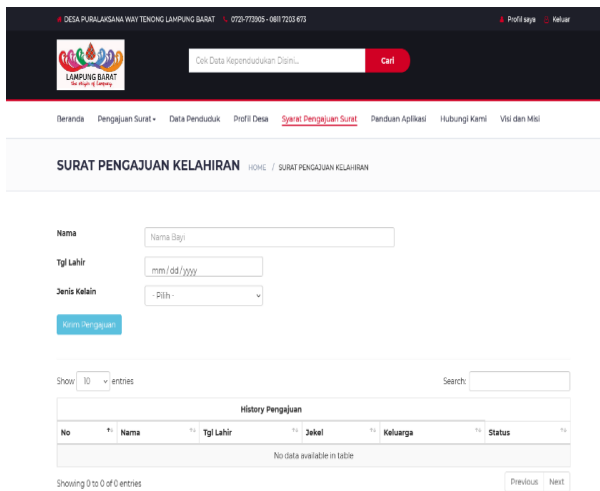 DESA PURALAKSANA WAY TENONG LAMPUNG BARAT 0721-773905 - 0811 7203 673 Profil saya Keluar
LAMPUNG BARAT
the origin of Lampung
Cek Data Kependudukan Disini...
Cari
Beranda Pengajuan Surat Data Penduduk Profil Desa Syarat Pengajuan Surat Panduan Aplikasi Hubungi Kami Visi dan Misi
SURAT PENGAJUAN KELAHIRAN HOME / SURAT PENGAJUAN KELAHIRAN
Nama Nama Bayi
Tgl Lahir mm/dd/yyyy
Jenis Kelain - Pilih -
Kirim Pengajuan
Show 10 entries Search:
History Pengajuan
No Nama Tgl Lahir Jekel Keluarga Status
No data available in table
Showing 0 to 0 of 0 entries Previous Next